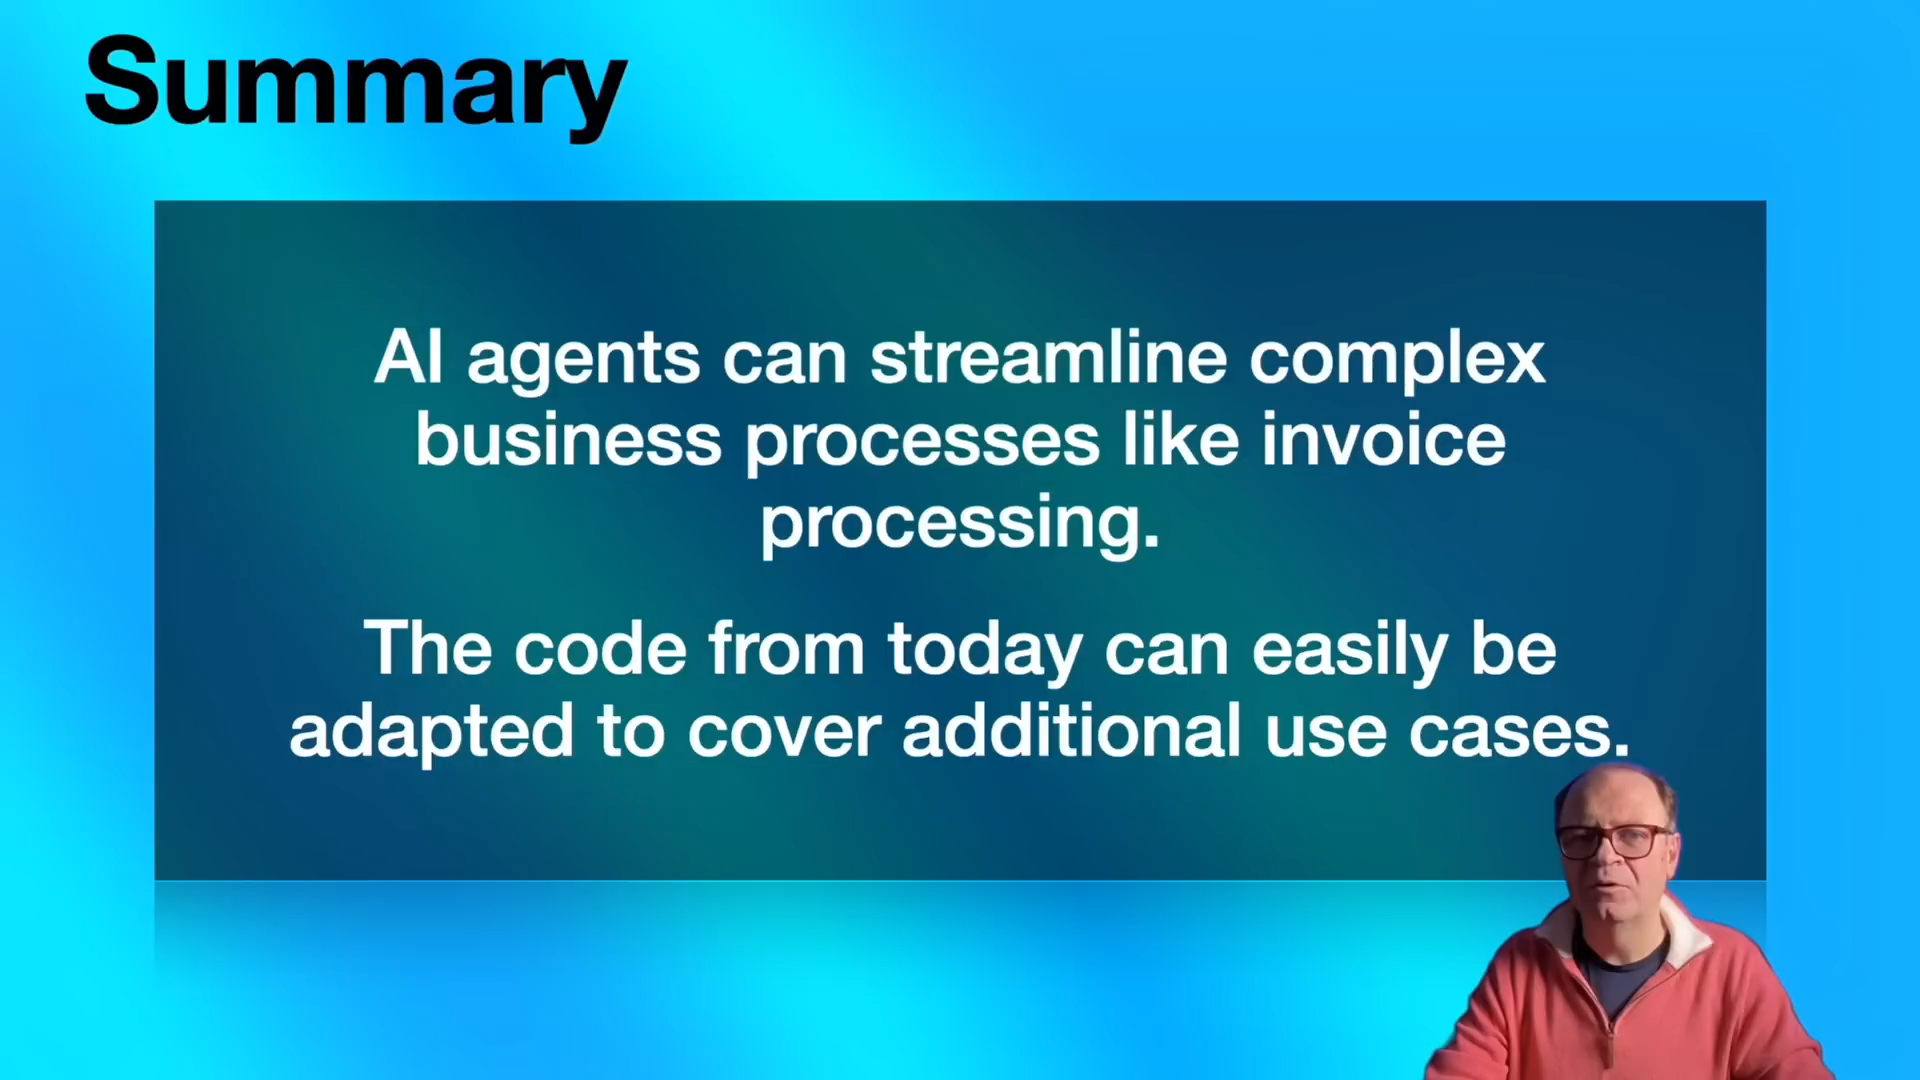 Summary
AI agents can streamline complex
business processes like invoice
processing.
The code from today can easily be
adapted to cover additional use cases.